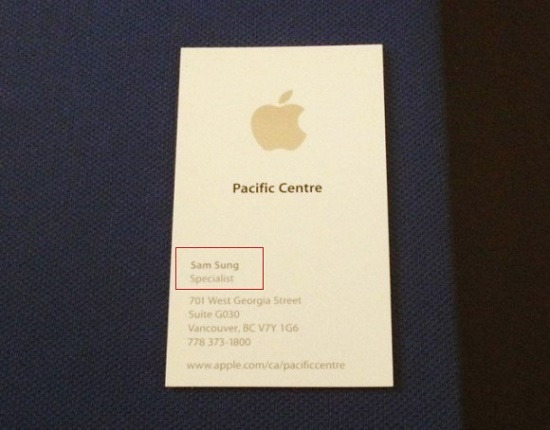 Pacific Centre
Sam Sung
Specialist
701 West Georgia Street
Suite G030
Vancouver, BC V7Y 1G6
778 373-1800
www.apple.com/ca/pacificcentre